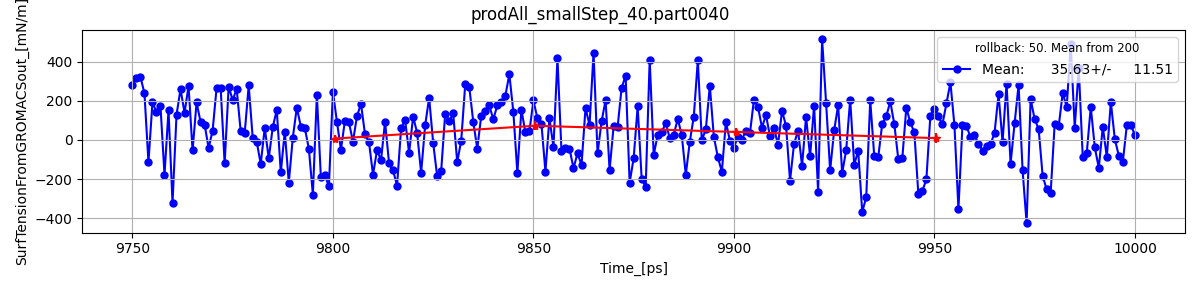 prodAll_smallStep_40.part0040
SurfTensionFromGROMACSout_[mN/m]
400
200
0
−200
−400
rollback: 50. Mean from 200
Mean: 35.63+/- 11.51
9750 9800 9850 9900 9950 10000
Time_[ps]